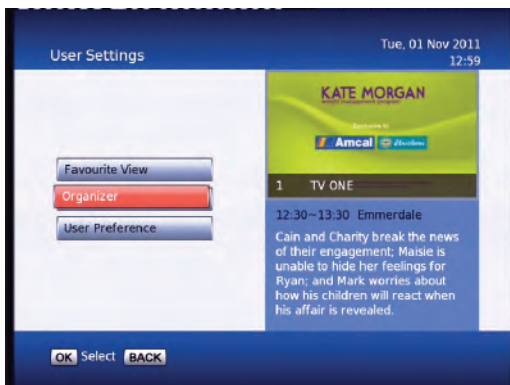 User Settings
Tue, 01 Nov 2011
12:59
KATE MORGAN
Amcal
1 TV ONE
Favourite View
Organizer
User Preference
12:30~13:30 Emmerdale
Cain and Charity break the news
of their engagement; Maisie is
unable to hide her feelings for
Ryan; and Mark worries about
how his children will react when
his affair is revealed.
OK Select BACK